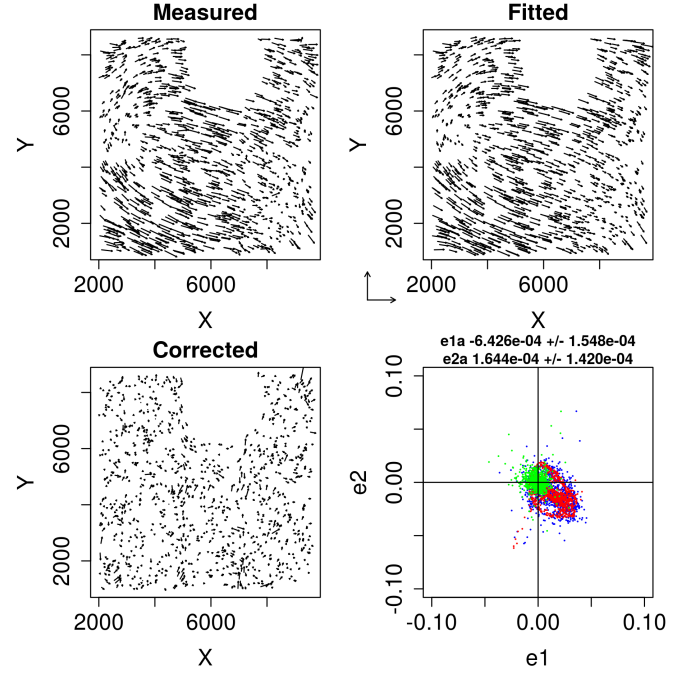 Measured
Fitted
Y
2000 6000
2000 6000
X
Y
2000 6000
2000 6000
X
Corrected
Y
2000 6000
2000 6000
X
e1a -6.426e-04 +/- 1.548e-04
e2a 1.644e-04 +/- 1.420e-04
e2
-0.10 0.00 0.10
-0.10 0.00 0.10
e1